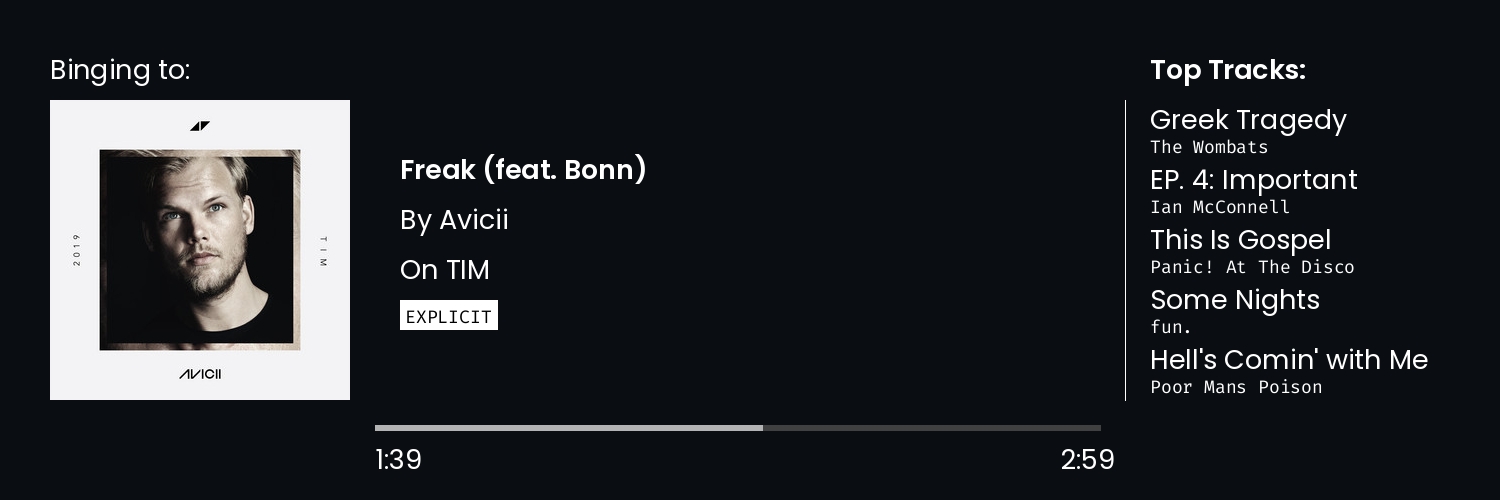 Binging to:
2019
TIM
AVICII
Freak (feat. Bonn)
By Avicii
On TIM
EXPLICIT
1:39
2:59
Top Tracks:
Greek Tragedy
The Wombats
EP. 4: Important
Ian McConnell
This Is Gospel
Panic! At The Disco
Some Nights
fun.
Hell's Comin' with Me
Poor Mans Poison